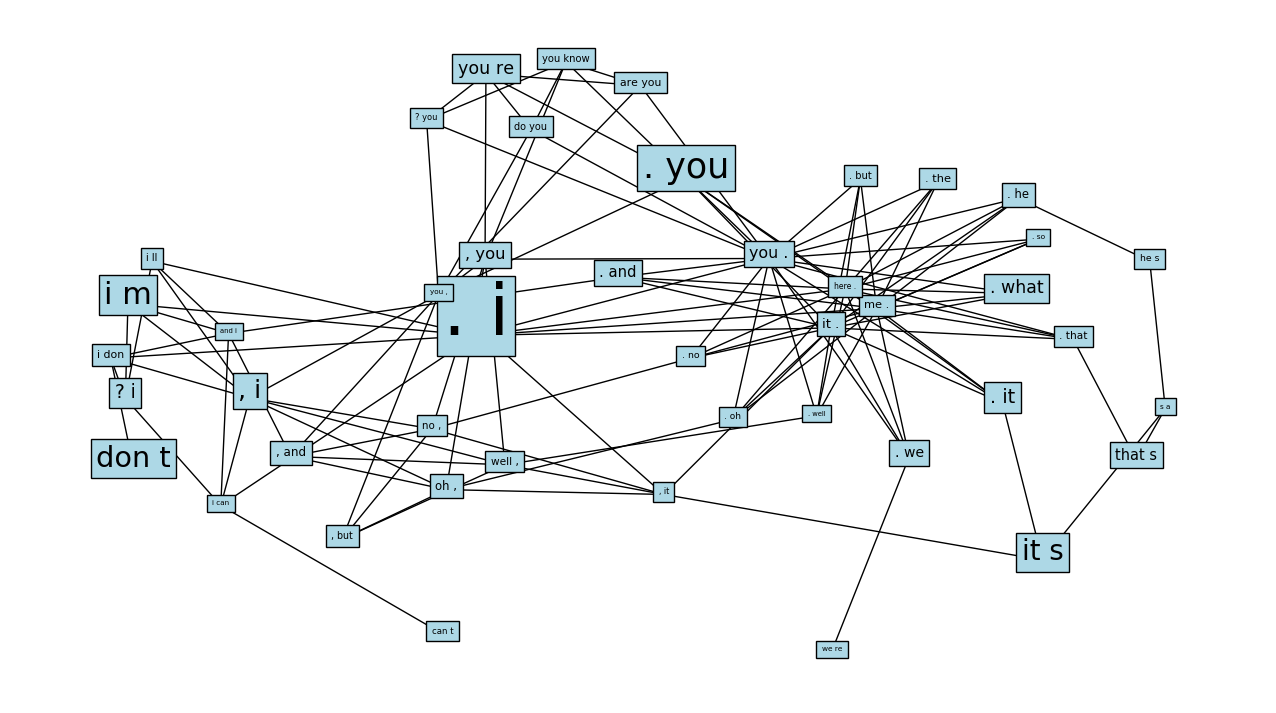 you know
you re
are you
? you
do you
. you
. but
. the
. he
. so
, you
you .
i ll
he s
. and
you ,
here .
. what
i m
me .
. i
it .
and i
. that
i don
. no
? i
, i
. it
s a
. oh
. well
no ,
, and
. we
that s
don t
well ,
oh ,
, it
i can
, but
it s
can t
we re